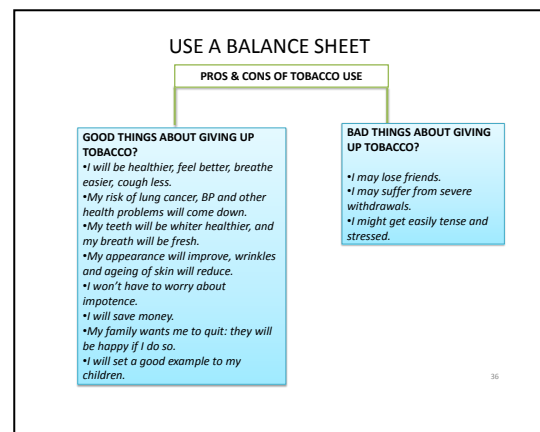 USE A BALANCE SHEET
PROS & CONS OF TOBACCO USE
GOOD THINGS ABOUT GIVING UP
TOBACCO?
•I will be healthier, feel better, breathe
easier, cough less.
•My risk of lung cancer, BP and other
health problems will come down.
•My teeth will be whiter healthier, and
my breath will be fresh.
•My appearance will improve, wrinkles
and ageing of skin will reduce.
•I won't have to worry about
impotence.
•I will save money.
•My family wants me to quit: they will
be happy if I do so.
•I will set a good example to my
children.
BAD THINGS ABOUT GIVING
UP TOBACCO?
•I may lose friends.
•I may suffer from severe
withdrawals.
•I might get easily tense and
stressed.
36